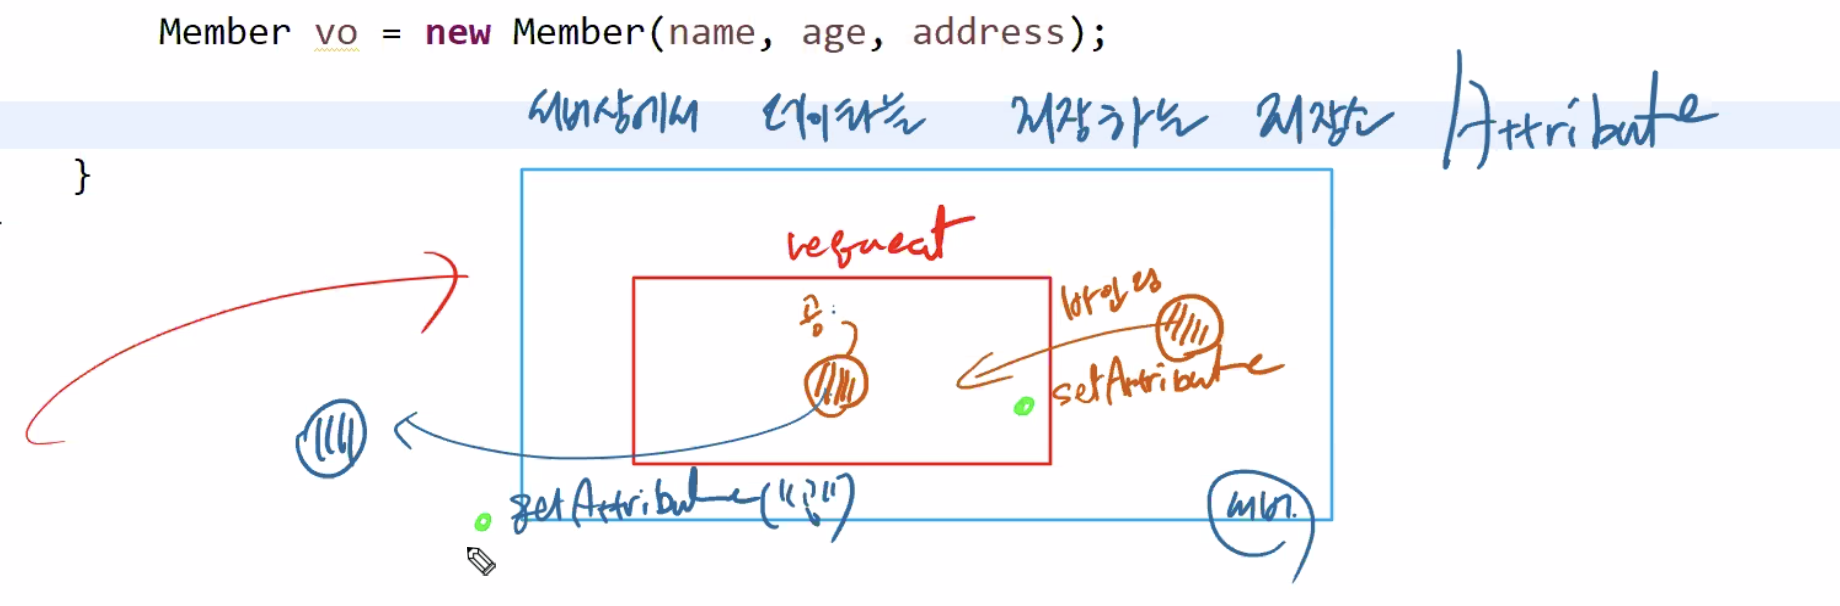 Member vo = new Member(name, age, address);
서버상에서 데이타를 저장하는 저장소 Attribute
}
request
공:
바인딩
setAttribute
getAttribute("공")
서버.